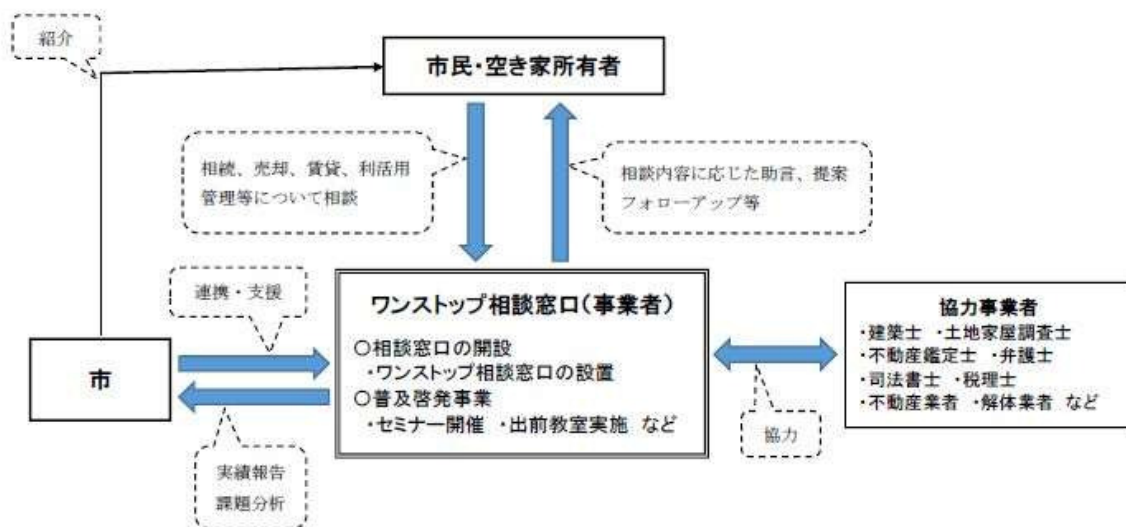 紹介
市民・空き家所有者
相続、売却、賃貸、利活用
管理等について相談
相談内容に応じた助言、提案
フォローアップ等
連携・支援
市
実績報告
課題分析
ワンストップ相談窓口(事業者)
〇相談窓口の開設
・ワンストップ相談窓口の設置
〇普及啓発事業
・セミナー開催 ・出前教室実施 など
協力
協力事業者
・建築士 ・土地家屋調査士
・不動産鑑定士 ・弁護士
・司法書士 ・税理士
・不動産業者 ・解体業者 など